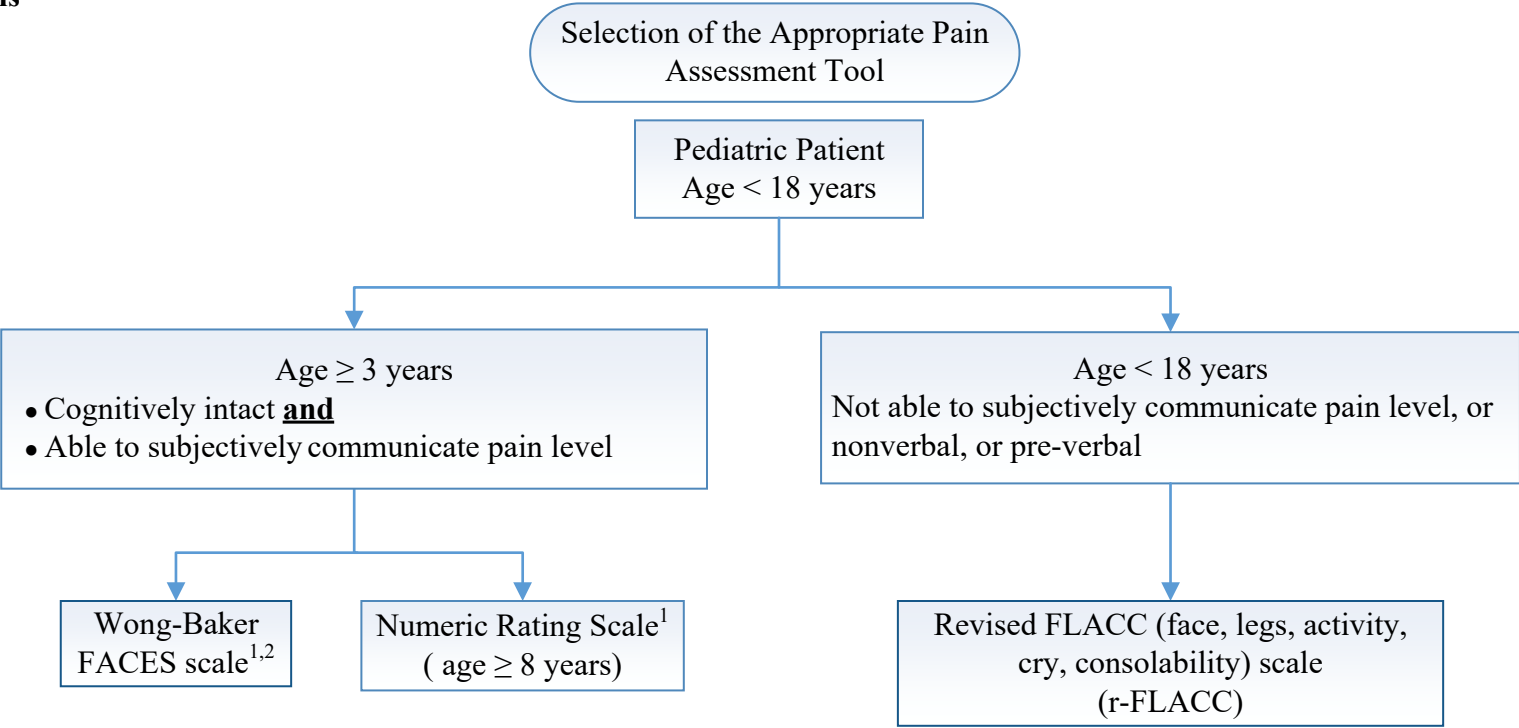 Selection of the Appropriate Pain
Assessment Tool
Pediatric Patient
Age < 18 years
Age ≥ 3 years
• Cognitively intact and
• Able to subjectively communicate pain level
Age < 18 years
Not able to subjectively communicate pain level, or
nonverbal, or pre-verbal
Wong-Baker
FACES scale1,2
Numeric Rating Scale1
( age ≥ 8 years)
Revised FLACC (face, legs, activity,
cry, consolability) scale
(r-FLACC)